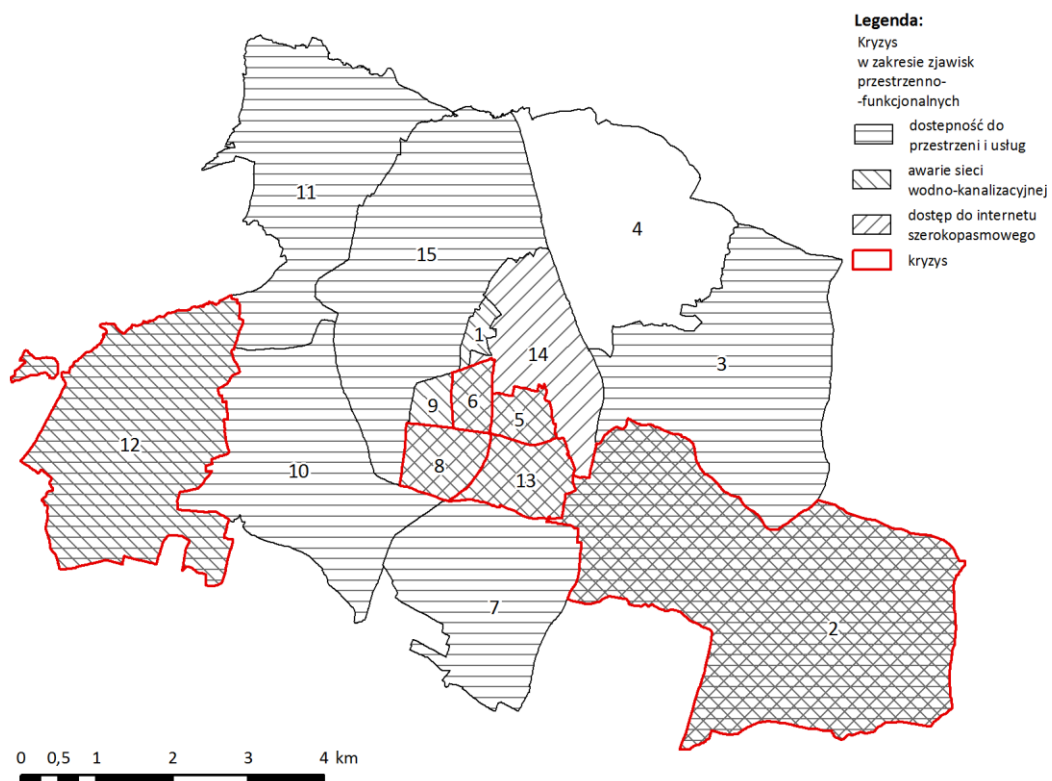 Legenda:
Kryzys
w zakresie zjawisk
przestrzenno-
-funkcjonalnych
dostepność do
przestrzeni i usług
awarie sieci
wodno-kanalizacyjnej
dostęp do internetu
szerokopasmowego
kryzys
11
4
15
1
14
3
6
9
5
12
8
10
13
7
2
0 0,5 1 2 3 4 km